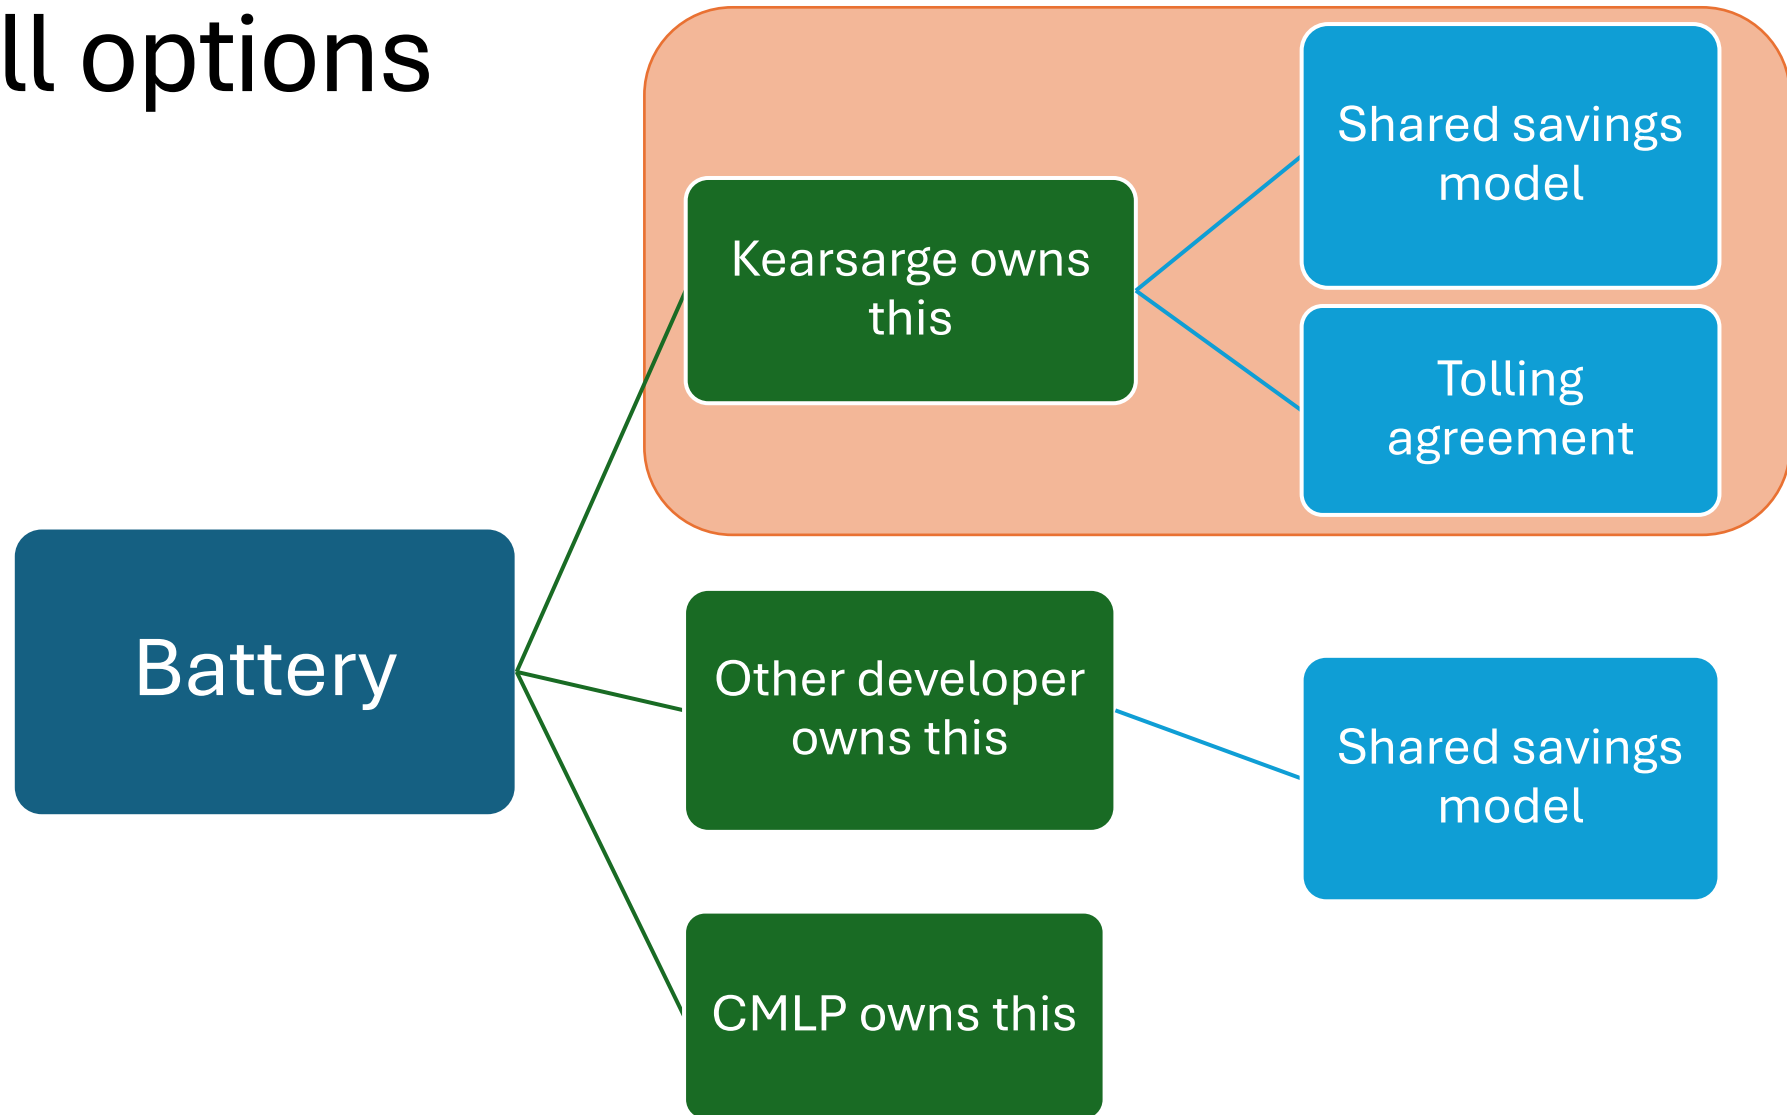 ll options
Shared savings
model
Kearsarge owns
this
Tolling
agreement
Battery
Other developer
owns this
Shared savings
model
CMLP owns this